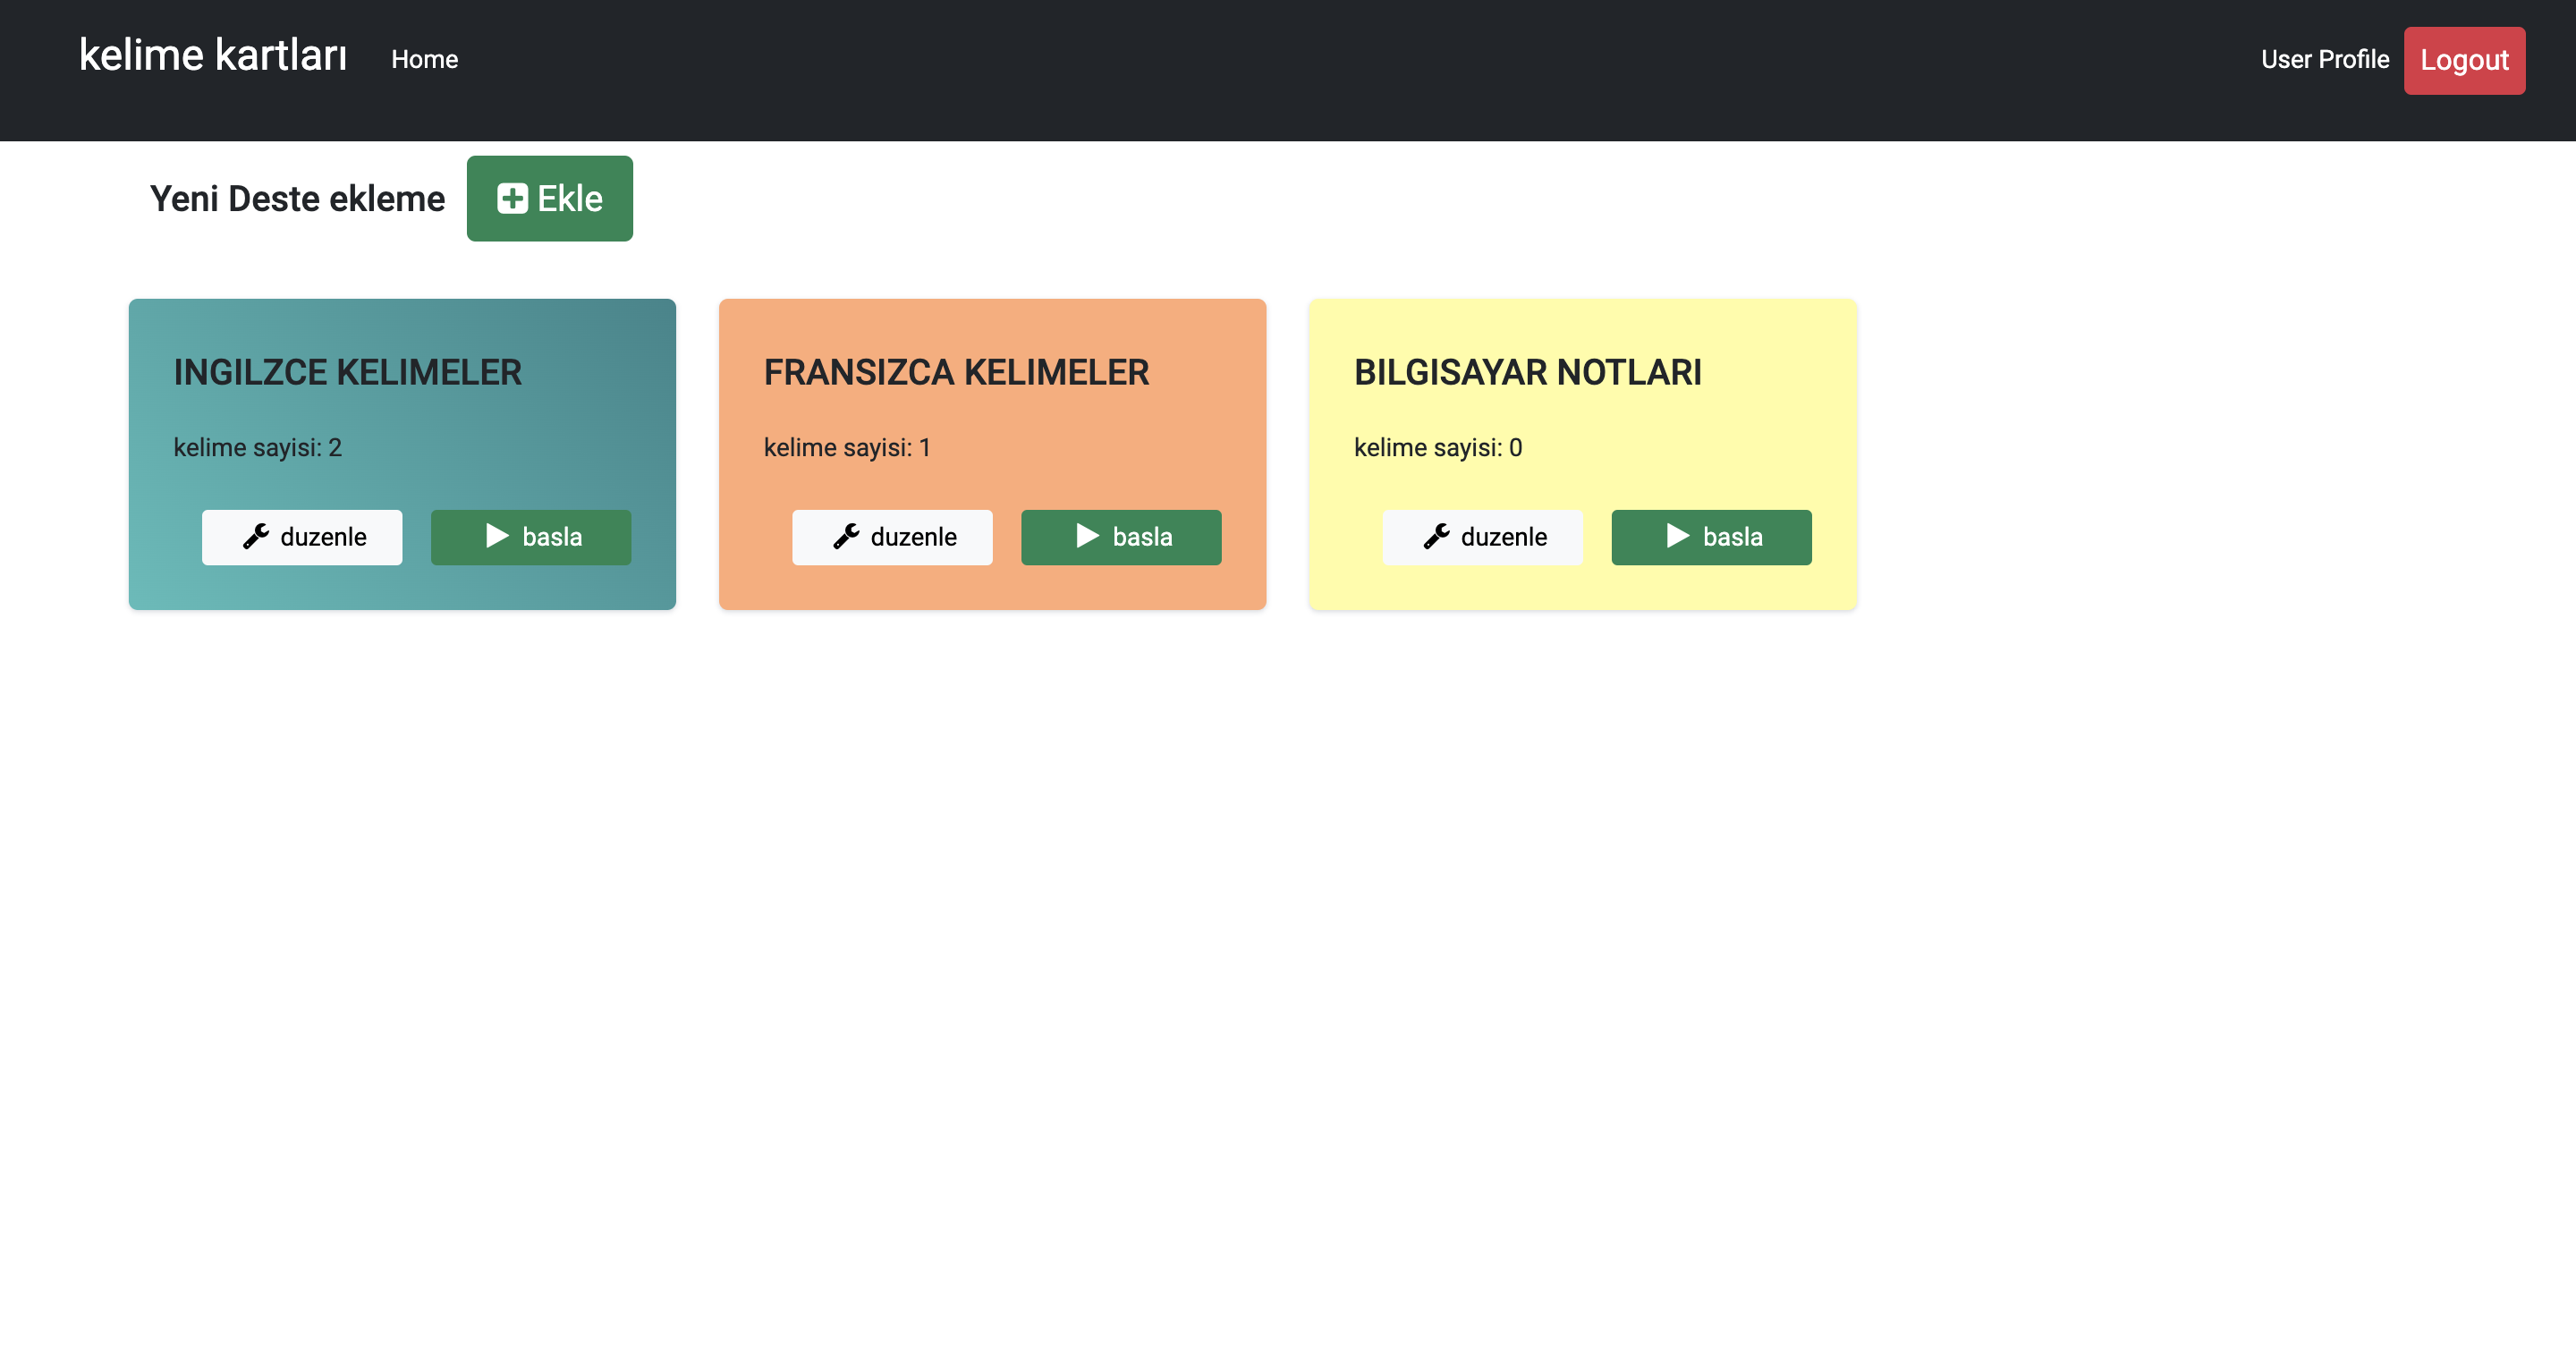 kelime kartları Home User Profile Logout
Yeni Deste ekleme Ekle
INGILZCE KELIMELER
kelime sayisi: 2
duzenle basla
FRANSIZCA KELIMELER
kelime sayisi: 1
duzenle basla
BILGISAYAR NOTLARI
kelime sayisi: 0
duzenle basla